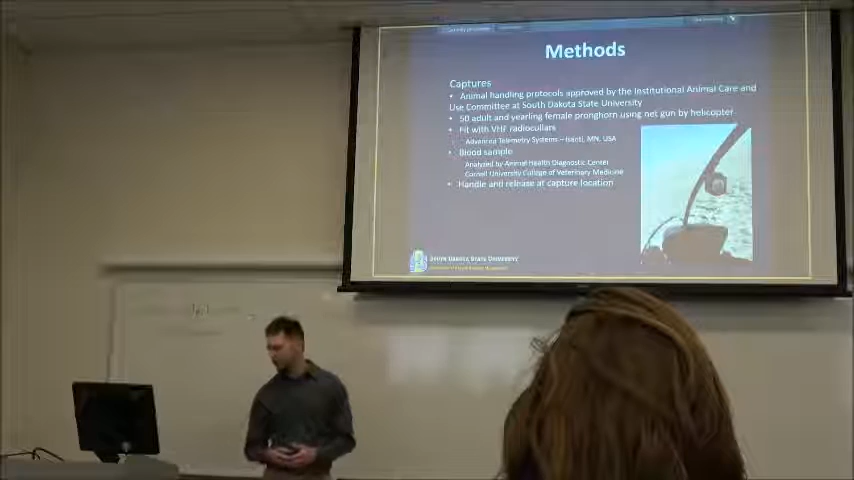 Methods
Captures
• Animal handling protocols approved by the Institutional Animal Care and
Use Committee at South Dakota State University
• 50 adult and yearling female pronghorn using net gun by helicopter
• Fit with VHF radiocollars
Advanced Telemetry Systems – Isanti, MN, USA
• Blood sample
Analyzed by Animal Health Diagnostic Center
Cornell University College of Veterinary Medicine
• Handle and release at capture location
South Dakota State University